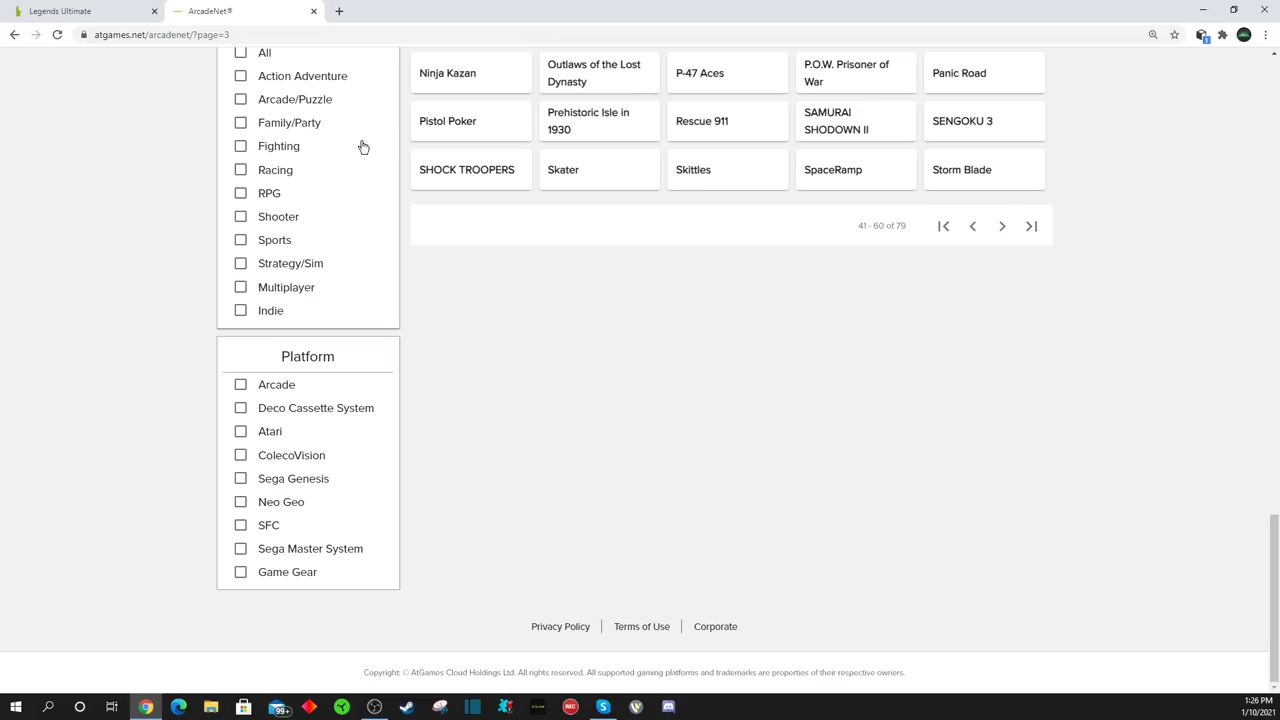 Legends Ultimate
ArcadeNet®
atgames.net/arcadenet/?page=3
All
Action Adventure
Arcade/Puzzle
Family/Party
Fighting
Racing
RPG
Shooter
Sports
Strategy/Sim
Multiplayer
Indie
Platform
Arcade
Deco Cassette System
Atari
ColecoVision
Sega Genesis
Neo Geo
SFC
Sega Master System
Game Gear
Ninja Kazan
Outlaws of the Lost
Dynasty
P-47 Aces
P.O.W. Prisoner of
War
Panic Road
Pistol Poker
Prehistoric Isle in
1930
Rescue 911
SAMURAI
SHODOWN II
SENGOKU 3
SHOCK TROOPERS
Skater
Skittles
SpaceRamp
Storm Blade
41 - 60 of 79
Privacy Policy
Terms of Use
Corporate
Copyright: © AtGames Cloud Holdings Ltd. All rights reserved. All supported gaming platforms and trademarks are properties of their respective owners.
99+
REC
1:26 PM
1/10/2021